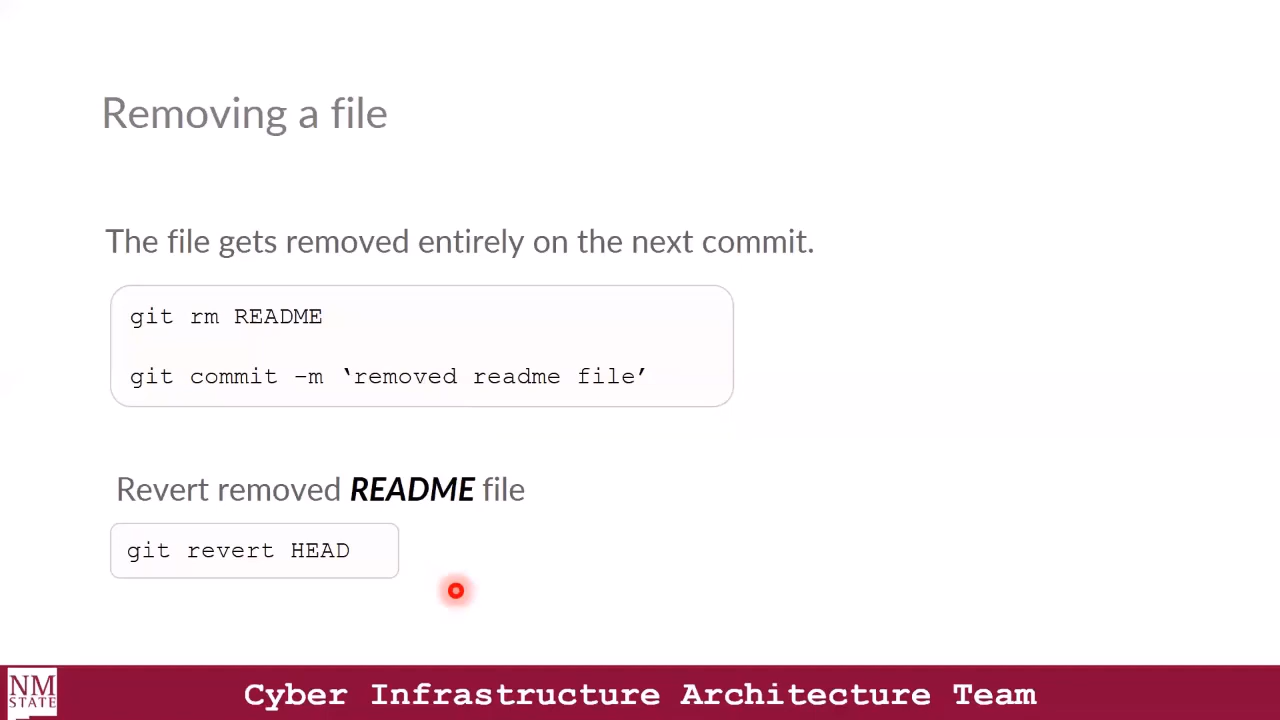 Removing a file
The file gets removed entirely on the next commit.
git rm README
git commit –m ‘removed readme file’
Revert removed README file
git revert HEAD
NM
STATE
Cyber Infrastructure Architecture Team